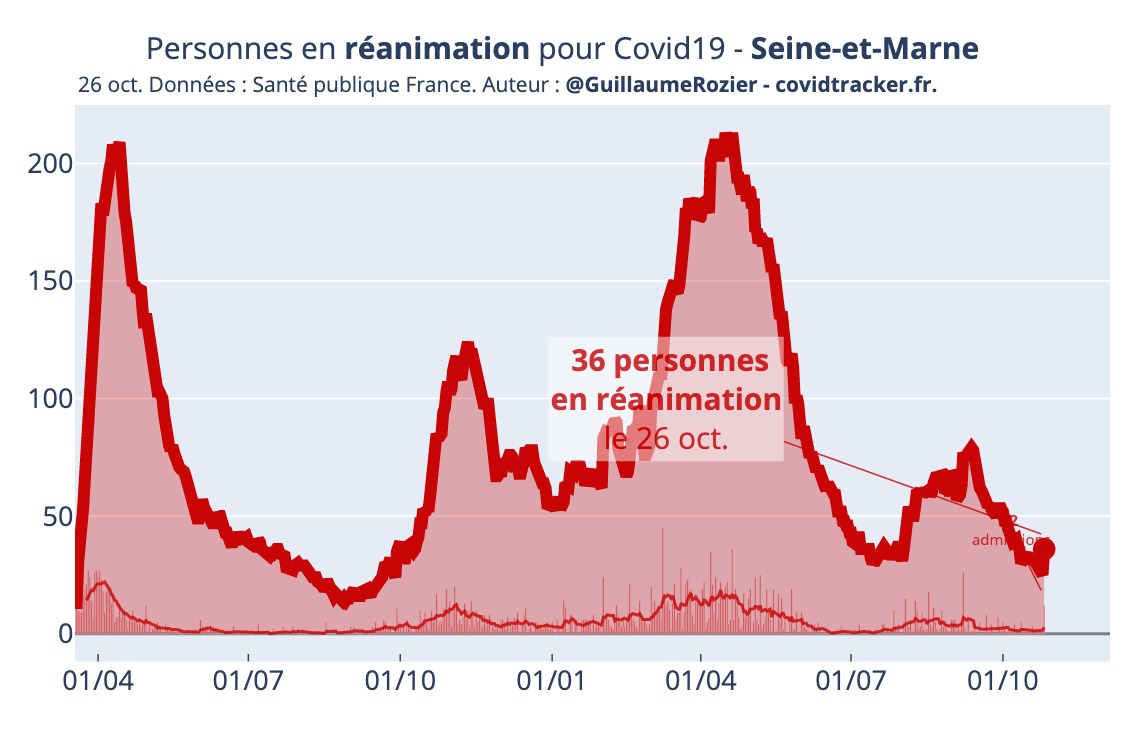 Personnes en réanimation pour Covid19 - Seine-et-Marne
26 oct. Données : Santé publique France. Auteur : @GuillaumeRozier - covidtracker.fr.
200
150
100
50
0
36 personnes
en réanimation
le 26 oct.
admissions
01/04
01/07
01/10
01/01
01/04
01/07
01/10